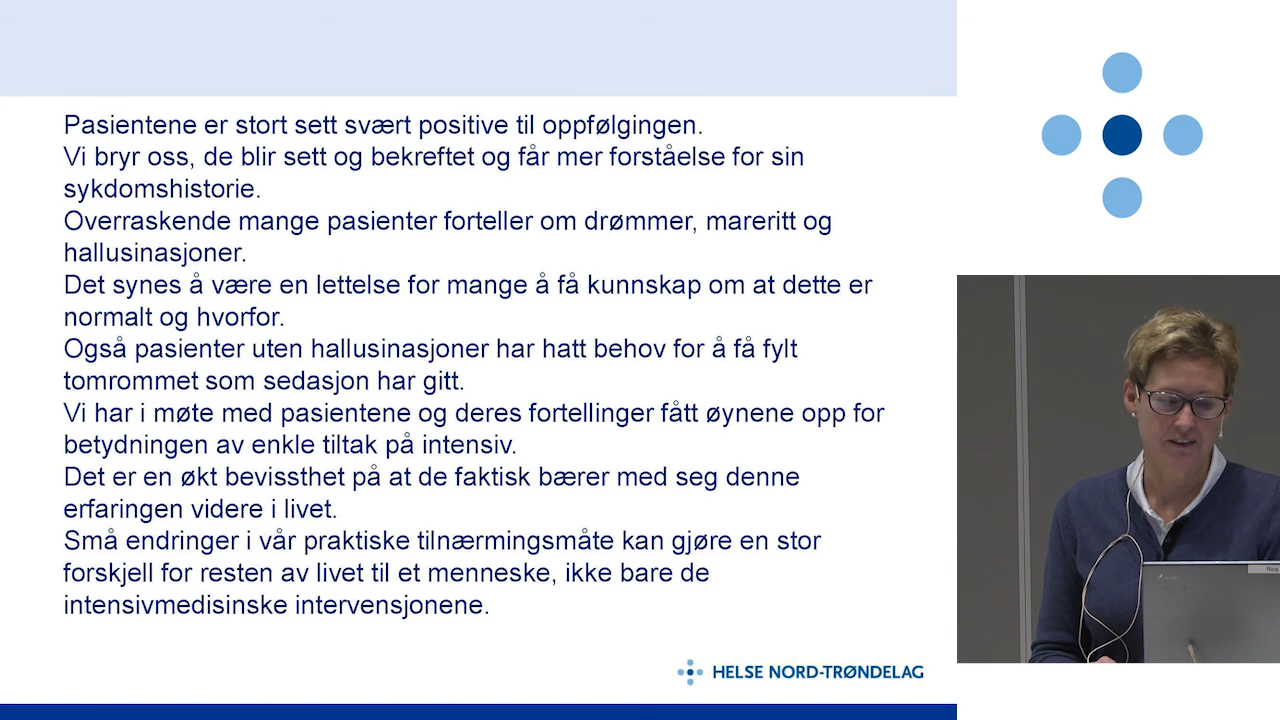 Pasientene er stort sett svært positive til oppfølgingen.
Vi bryr oss, de blir sett og bekreftet og får mer forståelse for sin
sykdomshistorie.
Overraskende mange pasienter forteller om drømmer, mareritt og
hallusinasjoner.
Det synes å være en lettelse for mange å få kunnskap om at dette er
normalt og hvorfor.
Også pasienter uten hallusinasjoner har hatt behov for å få fylt
tomrommet som sedasjon har gitt.
Vi har i møte med pasientene og deres fortellinger fått øynene opp for
betydningen av enkle tiltak på intensiv.
Det er en økt bevissthet på at de faktisk bærer med seg denne
erfaringen videre i livet.
Små endringer i vår praktiske tilnærmingsmåte kan gjøre en stor
forskjell for resten av livet til et menneske, ikke bare de
intensivmedisinske intervensjonene.
HELSE NORD-TRØNDELAG